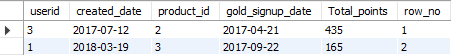 userid created_date product_id gold_signup_date Total_points row_no
3 2017-07-12 2 2017-04-21 435 1
1 2018-03-19 3 2017-09-22 165 2